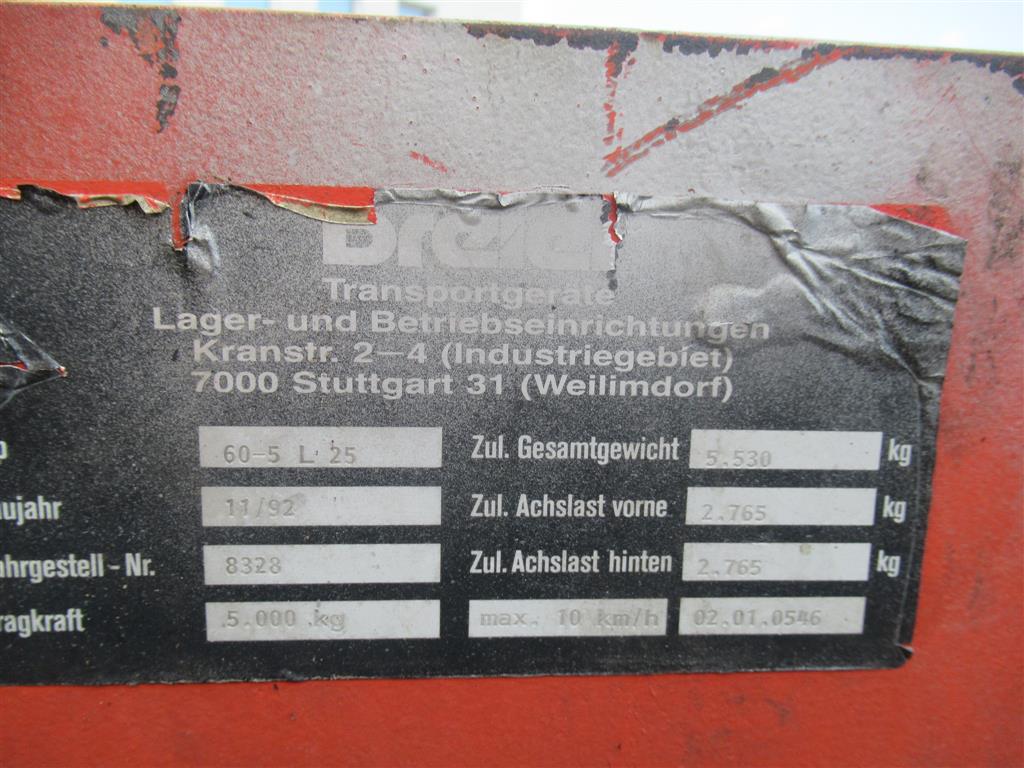 Transportgeräte
Lager- und Betriebseinrichtungen
Kranstr. 2–4 (Industriegebiet)
7000 Stuttgart 31 (Weilimdorf)
p 60-5 L 25 Zul. Gesamtgewicht 5.530 kg
aujahr 11/92 Zul. Achslast vorne 2.765 kg
ahrgestell-Nr. 8328 Zul. Achslast hinten 2.765 kg
ragkraft 5.000 kg max. 10 km/h 02.01.0546